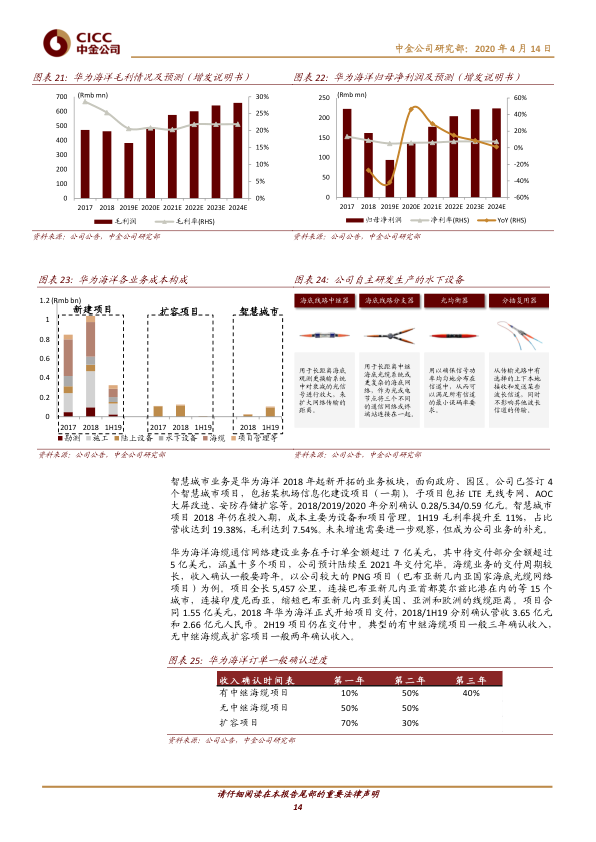 CICC
中金公司
中金公司研究部：2020 年 4 月 14 日
图表 21: 华为海洋毛利情况及预测（增发说明书）
(Rmb mn)
700
600
500
400
300
200
100
0
30%
25%
20%
15%
10%
5%
0%
2017 2018 2019E 2020E 2021E 2022E 2023E 2024E
毛利润 毛利率(RHS)
资料来源：公司公告，中金公司研究部
图表 22: 华为海洋归母净利润及预测（增发说明书）
(Rmb mn)
250
200
150
100
50
0
60%
40%
20%
0%
-20%
-40%
-60%
2017 2018 2019E 2020E 2021E 2022E 2023E 2024E
归母净利润 净利率(RHS) YoY (RHS)
资料来源：公司公告，中金公司研究部
图表 23: 华为海洋各业务成本构成
1.2 (Rmb bn)
1
0.8
0.6
0.4
0.2
0
新建项目 扩容项目 智慧城市
2017 2018 1H19 2017 2018 1H19 2018 1H19
勘测 施工 陆上设备 水下设备 海缆 项目管理等
资料来源：公司公告，中金公司研究部
图表 24: 公司自主研发生产的水下设备
海底线路中继器 海底线路分支器 光均衡器 分插复用器
用于长距离海底
观测更换输系统
中对衰减的光信
号进行放大，来
扩大网络传输的
距离。
用于长距离中继
海底光缆系统或
更复杂的海底网
络，作为光或电
节点将三个不同
的通信网络或终
端站连接在一起。
用以确保信号功
率均匀地分布在
信道中，从而可
以满足所有信道
的最小误码率要
求。
从传输光路中有
选择的上下本地
接收和发送某些
波长信道，同时
不影响其他波长
信道的传输。
资料来源：公司公告，中金公司研究部
智慧城市业务是华为海洋 2018 年起新开拓的业务板块，面向政府、园区。公司已签订 4
个智慧城市项目，包括某机场信息化建设项目（一期），子项目包括 LTE 无线专网、AOC
大屏改造、安防存储扩容等。2018/2019/2020 年分别确认 0.28/5.34/0.59 亿元。智慧城市
项目 2018 年仍在投入期，成本主要为设备和项目管理。1H19 毛利率提升至 11%，占比
营收达到 19.38%，毛利达到 7.54%。未来增速需要进一步观察，但成为公司业务的补充。
华为海洋海缆通信网络建设业务在手订单金额超过 7 亿美元，其中待交付部分金额超过
5 亿美元，涵盖十多个项目，公司预计陆续至 2021 年交付完毕。海缆业务的交付周期较
长，收入确认一般要跨年。以公司较大的 PNG 项目（巴布亚新几内亚国家海底光缆网络
项目）为例。项目全长 5,457 公里，连接巴布亚新几内亚首都莫尔兹比港在内的等 15 个
城市，连接印度尼西亚，缩短巴布亚新几内亚到美国、亚洲和欧洲的线缆距离。项目合
同 1.55 亿美元，2018 年华为海洋正式开始项目交付，2018/1H19 分别确认营收 3.65 亿元
和 2.66 亿元人民币。2H19 项目仍在交付中。典型的有中继海缆项目一般三年确认收入，
无中继海缆或扩容项目一般两年确认收入。
图表 25: 华为海洋订单一般确认进度
收入确认时间表 第一年 第二年 第三年
有中继海缆项目 10% 50% 40%
无中继海缆项目 50% 50%
扩容项目 70% 30%
资料来源：公司公告，中金公司研究部
请仔细阅读在本报告尾部的重要法律声明
14